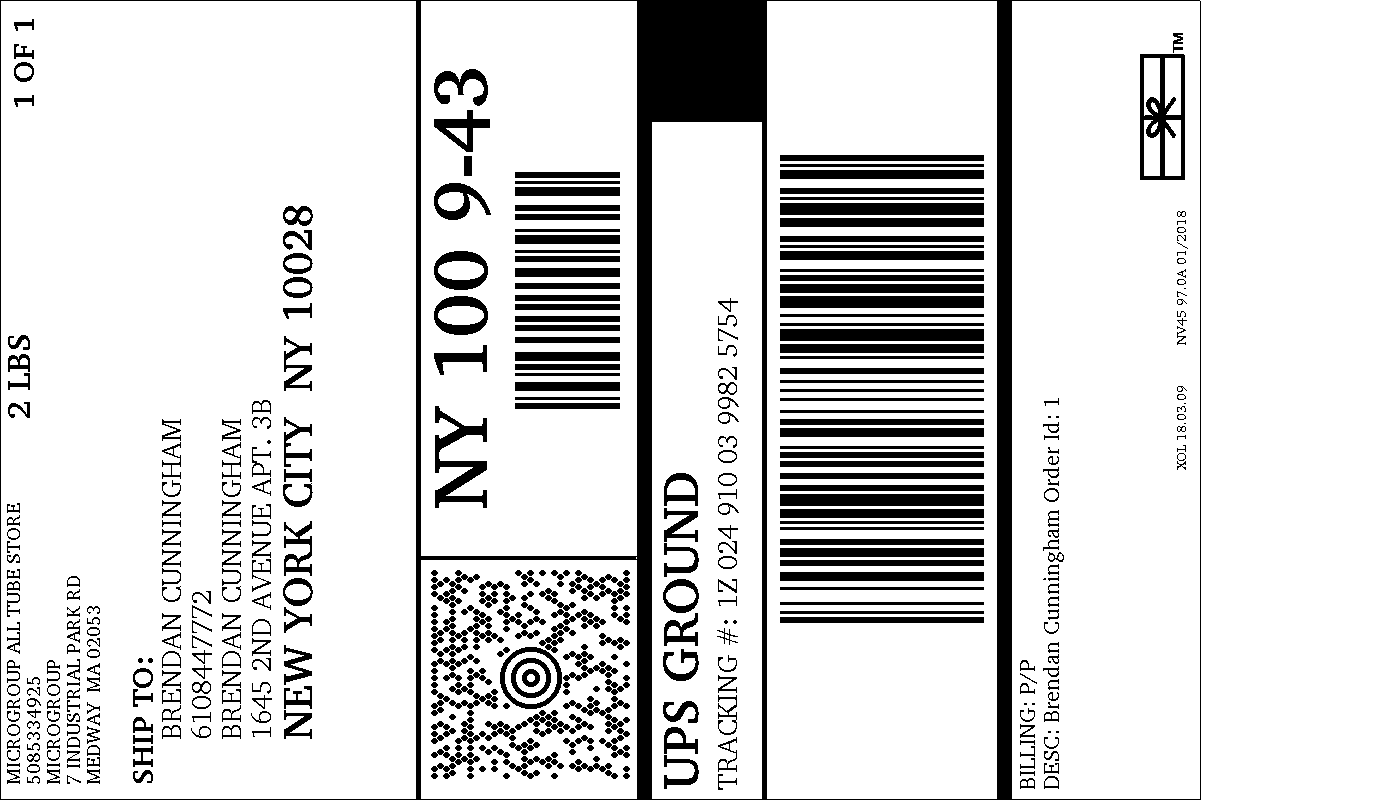 MICROGROUP ALL TUBE STORE
5085334925
MICROGROUP
7 INDUSTRIAL PARK RD
MEDWAY  MA 02053
2 LBS
1 OF 1
SHIP TO:
BRENDAN CUNNINGHAM
6108447772
BRENDAN CUNNINGHAM
1645 2ND AVENUE APT. 3B
NEW YORK CITY  NY 10028
NY 100 9-43
UPS GROUND
TRACKING #: 1Z 024 910 03 9982 5754
BILLING: P/P
DESC: Brendan Cunningham Order Id: 1
XOL 18.03.09
NV45 97.0A 01/2018
TM